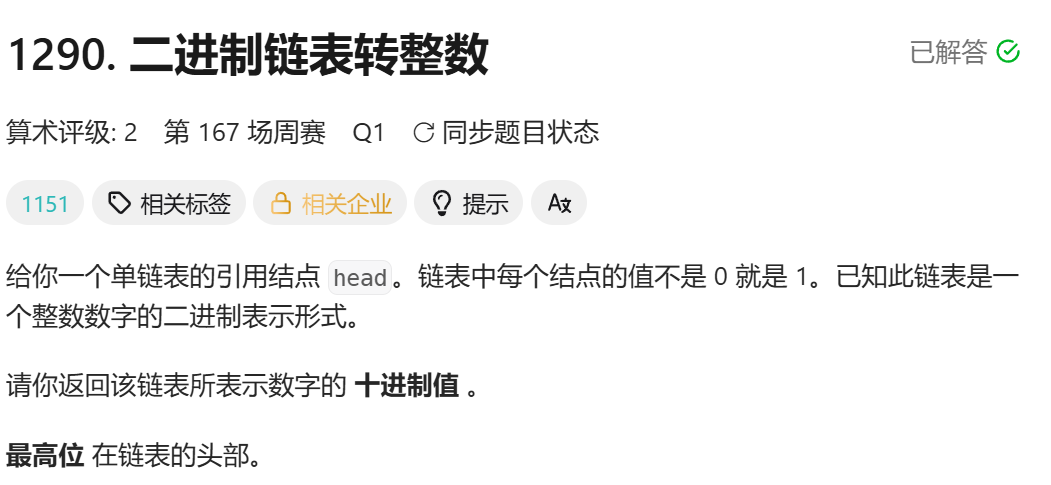 1290. 二进制链表转整数
已解答
算术评级: 2 第 167 场周赛 Q1 同步题目状态
1151 相关标签 相关企业 提示 A文
给你一个单链表的引用结点 head。链表中每个结点的值不是 0 就是 1。已知此链表是一
个整数数字的二进制表示形式。
请你返回该链表所表示数字的 十进制值 。
最高位 在链表的头部。